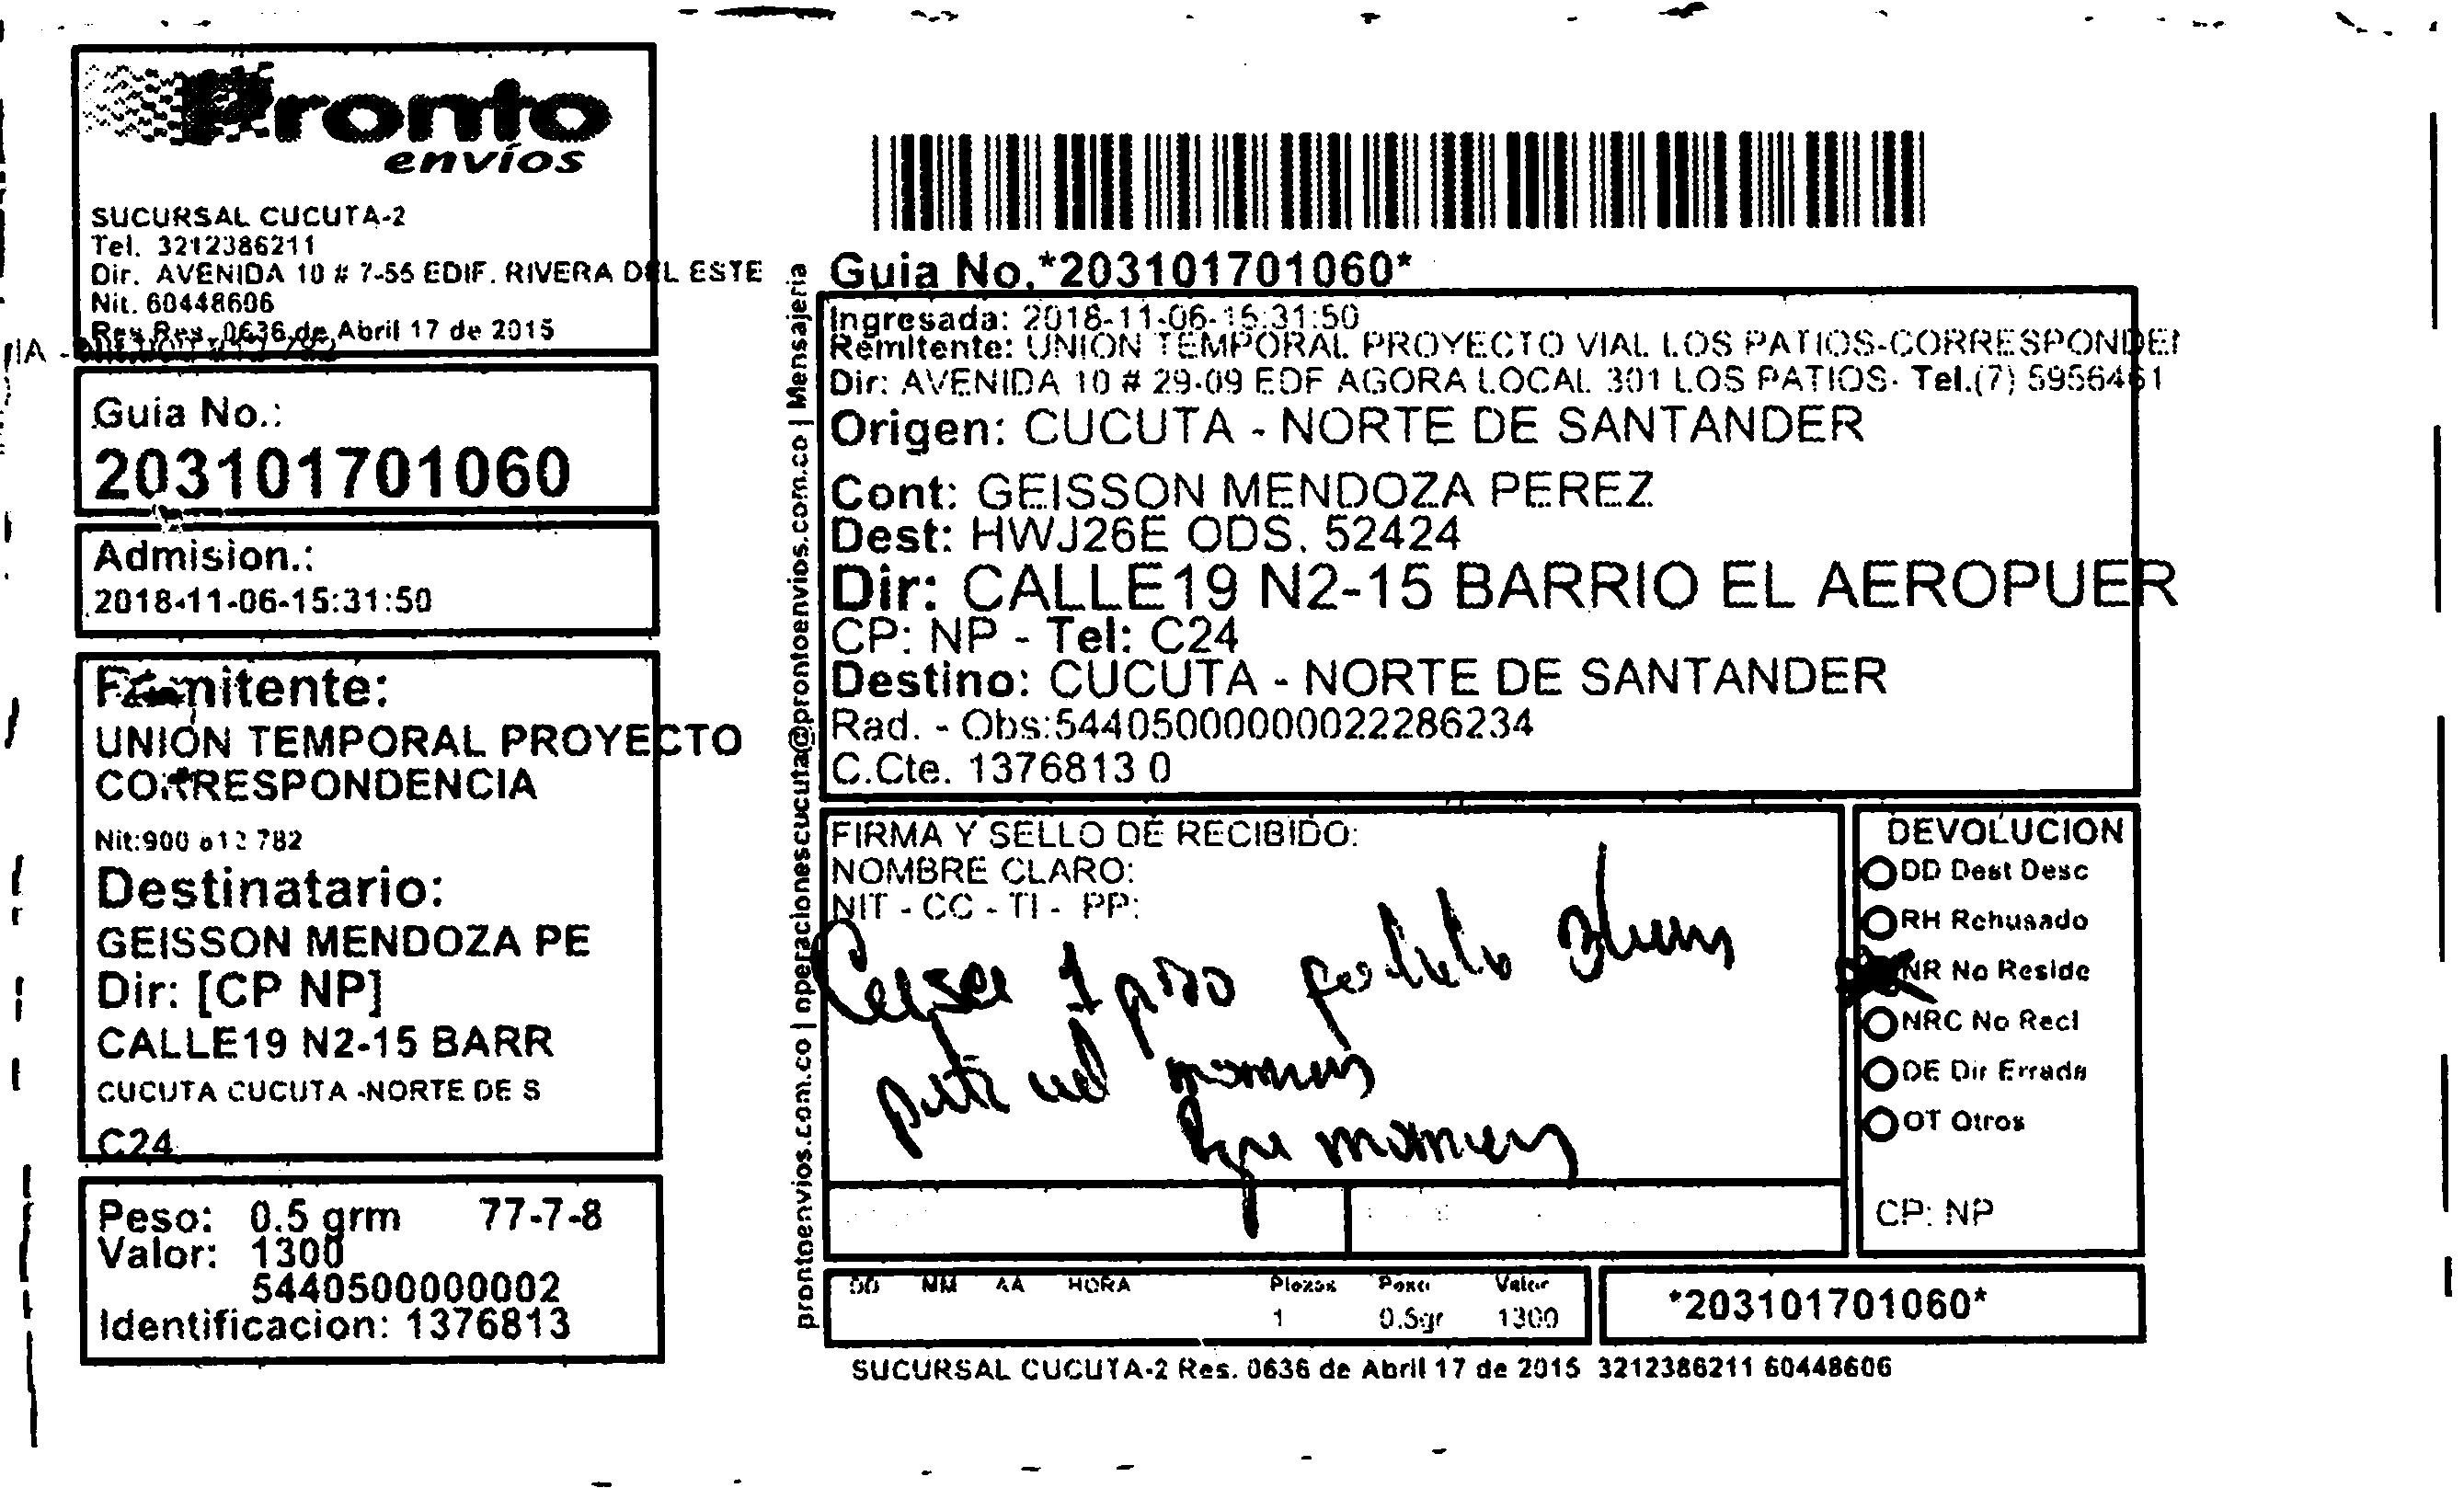 Pronto
envíos
SUCURSAL CUCUTA-2
Tel. 3212386211
Dir. AVENIDA 10 # 7-55 EDIF. RIVERA DEL ESTE
Nit. 60448606
Res Res. 0636 de Abril 17 de 2015
Guia No.:
203101701060
Admision.:
2018-11-06-15:31:50
Remitente:
UNION TEMPORAL PROYECTO
CORRESPONDENCIA
Nit:900 782
Destinatario:
GEISSON MENDOZA PE
Dir: [CP NP]
CALLE19 N2-15 BARR
CUCUTA CUCUTA -NORTE DE S
C24
Peso: 0.5 grm 77-7-8
Valor: 1300
5440500000002
Identificacion: 1376813
prontoenvios.com.co | operacionescucuta@prontoenvios.com.co | Mensajeria
Guia No.*203101701060*
Ingresada: 2018-11-06-15:31:50
Remitente: UNION TEMPORAL PROYECTO VIAL LOS PATIOS-CORRESPONDEN
Dir: AVENIDA 10 # 29-09 EDF AGORA LOCAL 301 LOS PATIOS- Tel.(7) 5956461
Origen: CUCUTA - NORTE DE SANTANDER
Cont: GEISSON MENDOZA PEREZ
Dest: HWJ26E ODS. 52424
Dir: CALLE19 N2-15 BARRIO EL AEROPUER
CP: NP - Tel: C24
Destino: CUCUTA - NORTE DE SANTANDER
Rad. - Obs:544050000000022286234
C.Cte. 1376813 0
FIRMA Y SELLO DE RECIBIDO:
NOMBRE CLARO:
NIT - CC - TI - PP:
1 piso
DEVOLUCION
DD Dest Desc
RH Rehusado
NR No Reside
NRC No Recl
DE Dir Errada
OT Otros
CP: NP
DD MM AA HORA Piezas Peso Valor
1 0.5gr 1300
*203101701060*
SUCURSAL CUCUTA-2 Res. 0636 de Abril 17 de 2015 3212386211 60448606